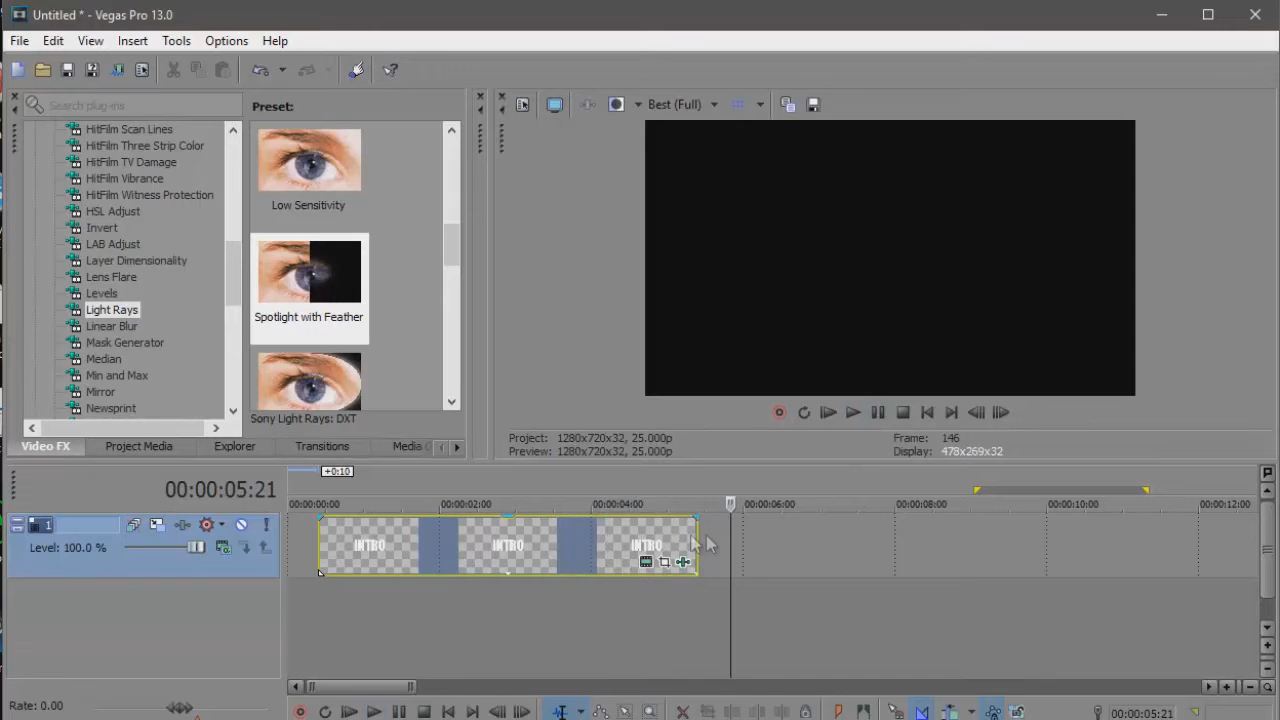 Untitled * - Vegas Pro 13.0
File Edit View Insert Tools Options Help
Search plug-ins
Preset:
Best (Full)
HitFilm Scan Lines
HitFilm Three Strip Color
HitFilm TV Damage
HitFilm Vibrance
HitFilm Witness Protection
HSL Adjust
Invert
LAB Adjust
Layer Dimensionality
Lens Flare
Levels
Light Rays
Linear Blur
Mask Generator
Median
Min and Max
Mirror
Newsprint
Low Sensitivity
Spotlight with Feather
Sony Light Rays: DXT
Video FX Project Media Explorer Transitions Media
Project: 1280x720x32, 25.000p
Preview: 1280x720x32, 25.000p
Frame: 146
Display: 478x269x32
+0:10
00:00:05:21
00:00:00:00 00:00:02:00 00:00:04:00 00:00:06:00 00:00:08:00 00:00:10:00 00:00:12:00
1
Level: 100.0 %
INTRO INTRO INTRO
Rate: 0.00
00:00:05:21